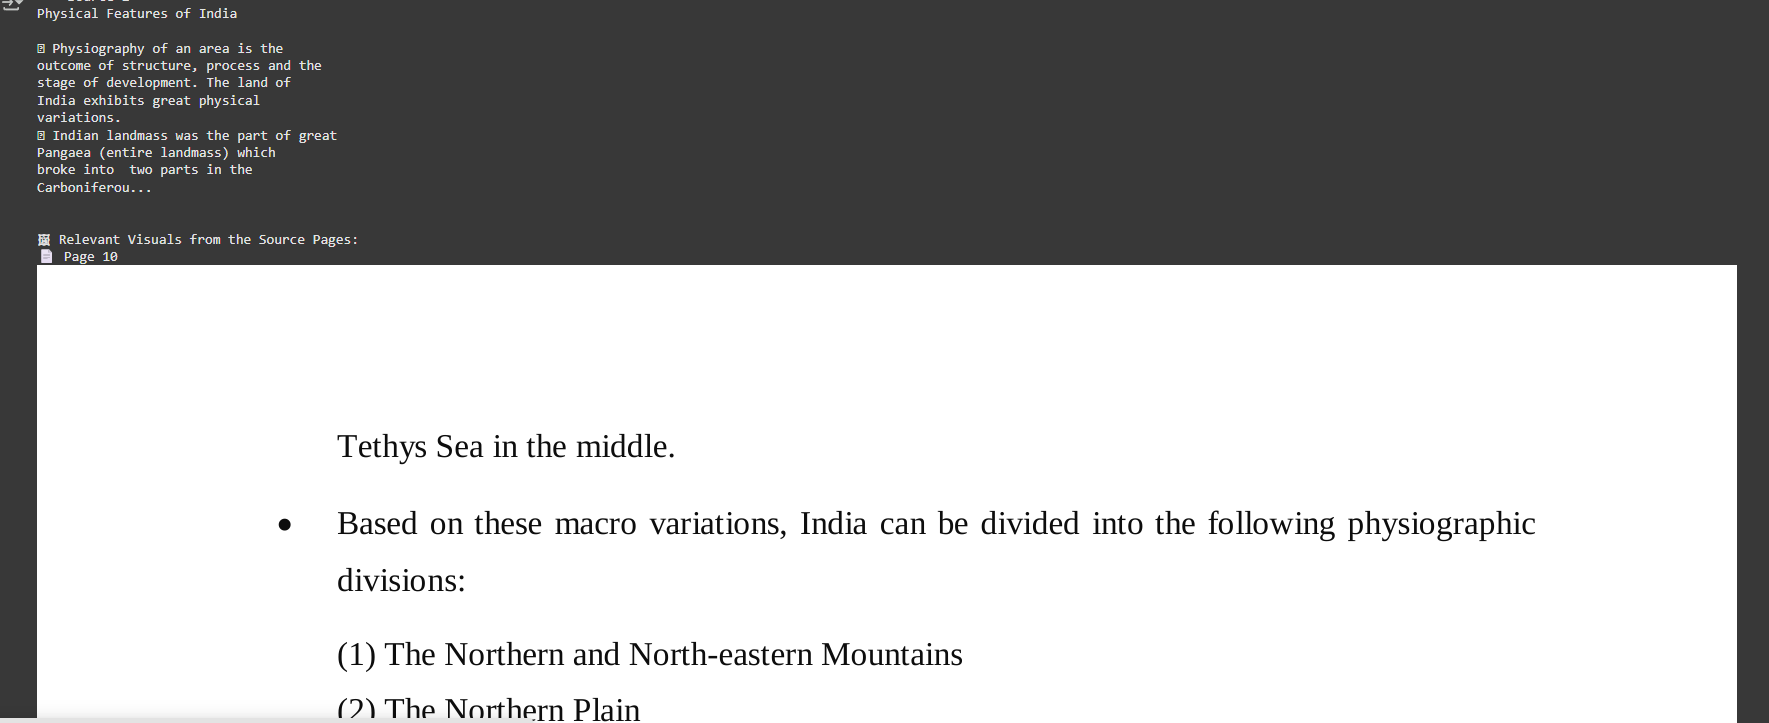 Physical Features of India
Physiography of an area is the
outcome of structure, process and the
stage of development. The land of
India exhibits great physical
variations.
Indian landmass was the part of great
Pangaea (entire landmass) which
broke into  two parts in the
Carboniferou...
Relevant Visuals from the Source Pages:
Page 10
Tethys Sea in the middle.
● Based on these macro variations, India can be divided into the following physiographic
divisions:
(1) The Northern and North-eastern Mountains
(2) The Northern Plain